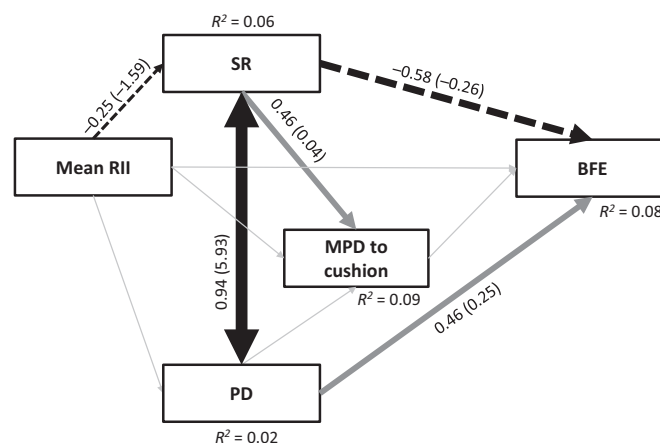 R² = 0.06
SR
−0.25 (−1.59)
−0.58 (−0.26)
0.46 (0.04)
Mean RII
BFE
R² = 0.08
MPD to
cushion
R² = 0.09
0.94 (5.93)
0.46 (0.25)
PD
R² = 0.02